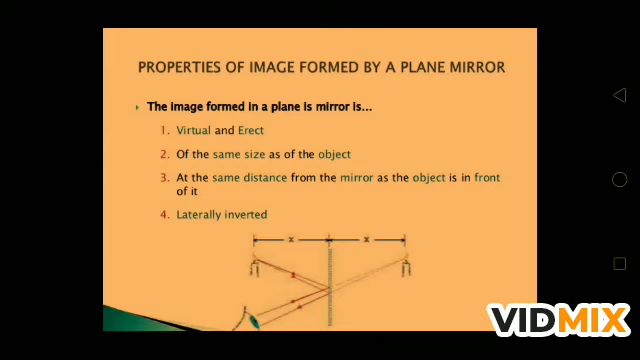 PROPERTIES OF IMAGE FORMED BY A PLANE MIRROR
The image formed in a plane is mirror is...
1. Virtual and Erect
2. Of the same size as of the object
3. At the same distance from the mirror as the object is in front
of it
4. Laterally inverted
x x
VIDMIX